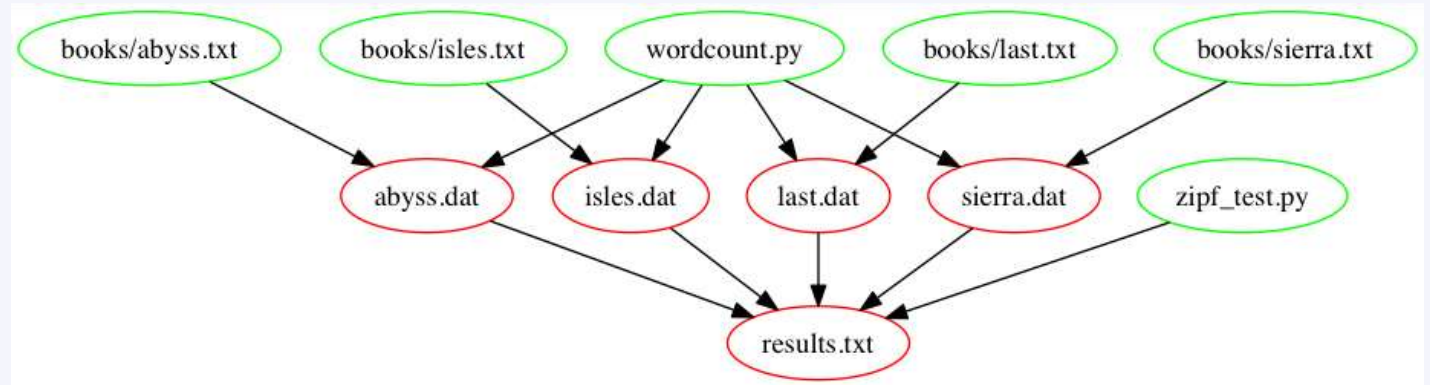 books/abyss.txt
books/isles.txt
wordcount.py
books/last.txt
books/sierra.txt
abyss.dat
isles.dat
last.dat
sierra.dat
zipf_test.py
results.txt